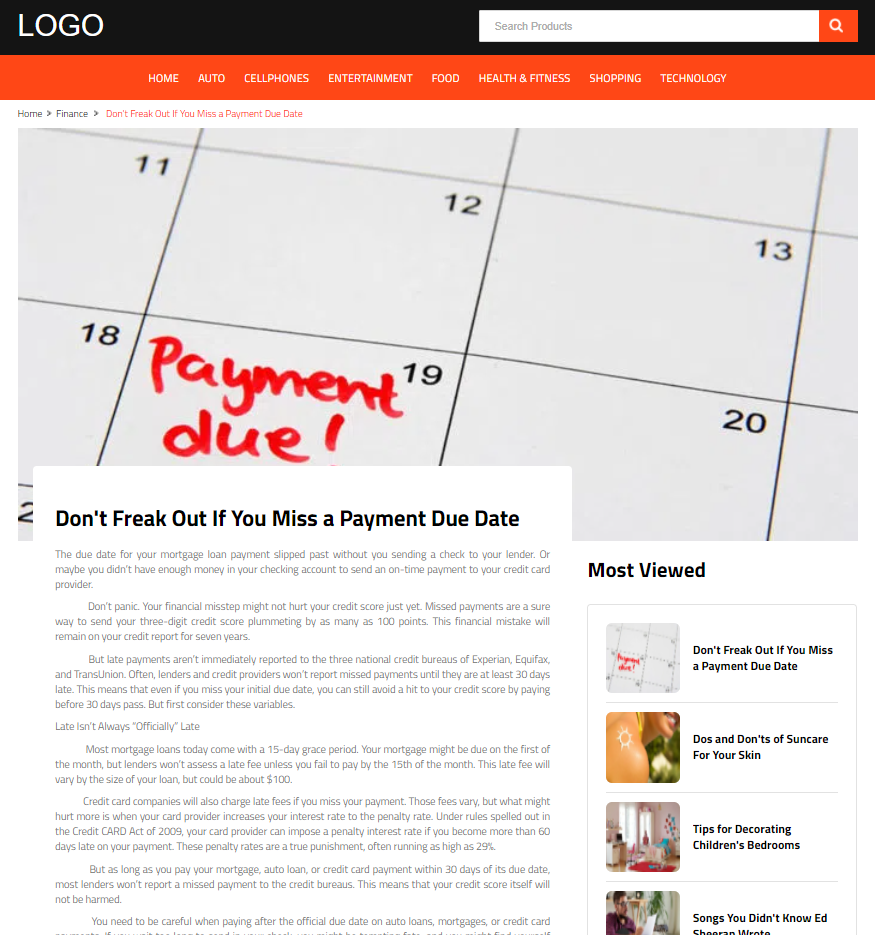 LOGO
Search Products
HOME AUTO CELLPHONES ENTERTAINMENT FOOD HEALTH & FITNESS SHOPPING TECHNOLOGY
Home > Finance > Don't Freak Out If You Miss a Payment Due Date
11
12
13
18
Payment
due!
19
20
2
Don't Freak Out If You Miss a Payment Due Date
The due date for your mortgage loan payment slipped past without you sending a check to your lender. Or
maybe you didn't have enough money in your checking account to send an on-time payment to your credit card
provider.
Don't panic. Your financial misstep might not hurt your credit score just yet. Missed payments are a sure
way to send your three-digit credit score plummeting by as many as 100 points. This financial mistake will
remain on your credit report for seven years.
But late payments aren't immediately reported to the three national credit bureaus of Experian, Equifax,
and TransUnion. Often, lenders and credit providers won't report missed payments until they are at least 30 days
late. This means that even if you miss your initial due date, you can still avoid a hit to your credit score by paying
before 30 days pass. But first consider these variables.
Late Isn't Always “Officially” Late
Most mortgage loans today come with a 15-day grace period. Your mortgage might be due on the first of
the month, but lenders won't assess a late fee unless you fail to pay by the 15th of the month. This late fee will
vary by the size of your loan, but could be about $100.
Credit card companies will also charge late fees if you miss your payment. Those fees vary, but what might
hurt more is when your card provider increases your interest rate to the penalty rate. Under rules spelled out in
the Credit CARD Act of 2009, your card provider can impose a penalty interest rate if you become more than 60
days late on your payment. These penalty rates are a true punishment, often running as high as 29%.
But as long as you pay your mortgage, auto loan, or credit card payment within 30 days of its due date,
most lenders won't report a missed payment to the credit bureaus. This means that your credit score itself will
not be harmed.
You need to be careful when paying after the official due date on auto loans, mortgages, or credit card
Most Viewed
Payment
due!
Don't Freak Out If You Miss
a Payment Due Date
Dos and Don'ts of Suncare
For Your Skin
Tips for Decorating
Children's Bedrooms
Songs You Didn't Know Ed
Sheeran Wrote